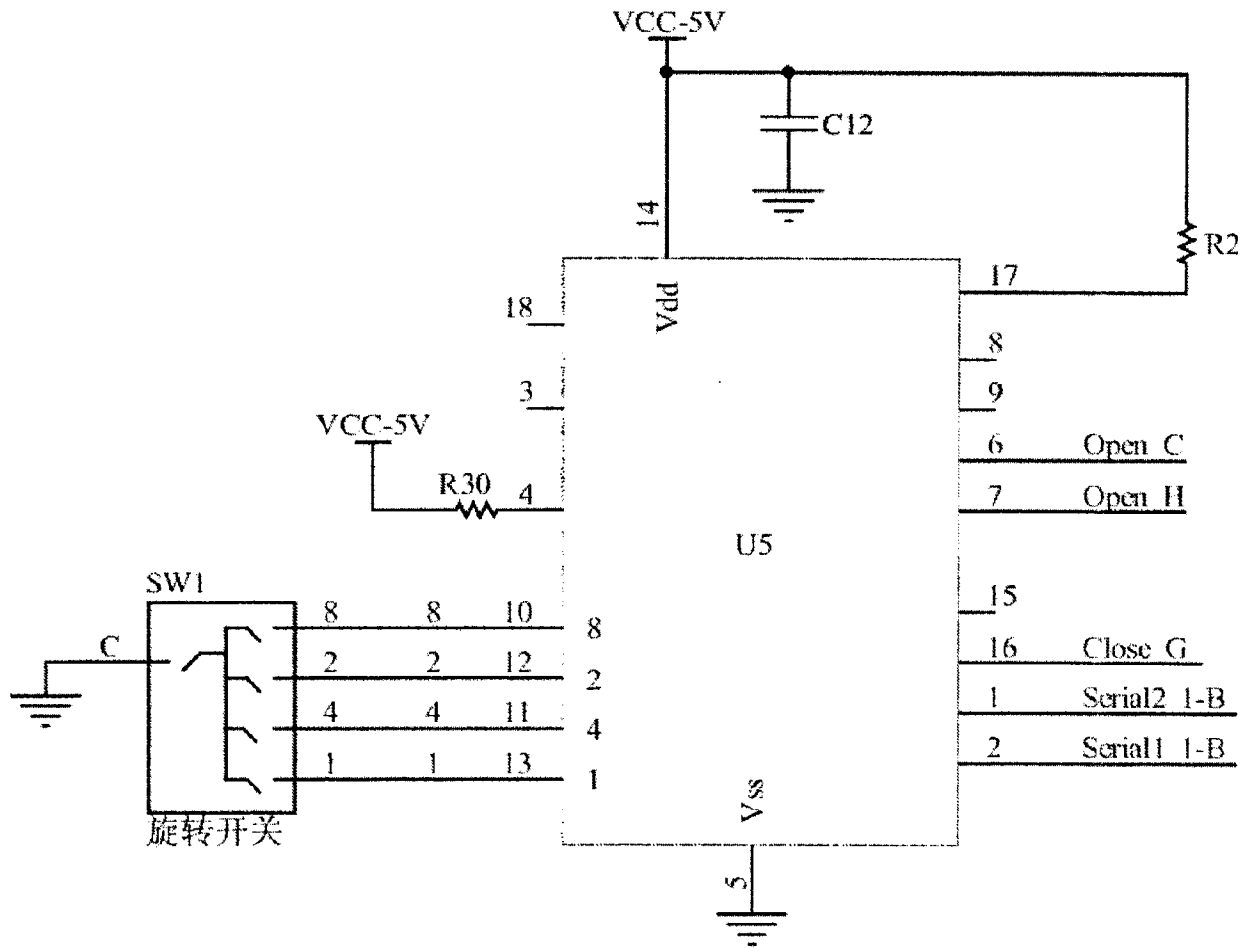 VCC-5V
C12
14
R2
17
Vdd
18
8
3
9
VCC-5V
6 Open C
R30 4
7 Open H
U5
SW1
15
8 8 10 8
C
16 Close G
2 2 12 2
1 Serial2 1-B
4 4 11 4
2 Serial1 1-B
1 1 13 1
Vss
旋转开关
5